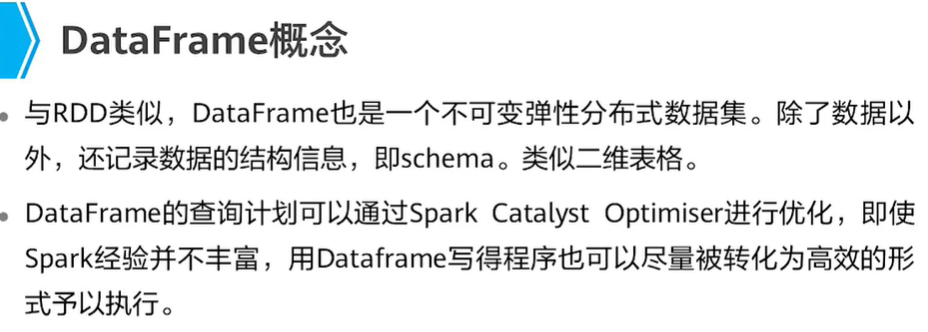 DataFrame概念
与RDD类似，DataFrame也是一个不可变弹性分布式数据集。除了数据以
外，还记录数据的结构信息，即schema。类似二维表格。
DataFrame的查询计划可以通过Spark Catalyst Optimiser进行优化，即使
Spark经验并不丰富，用Dataframe写得程序也可以尽量被转化为高效的形
式予以执行。